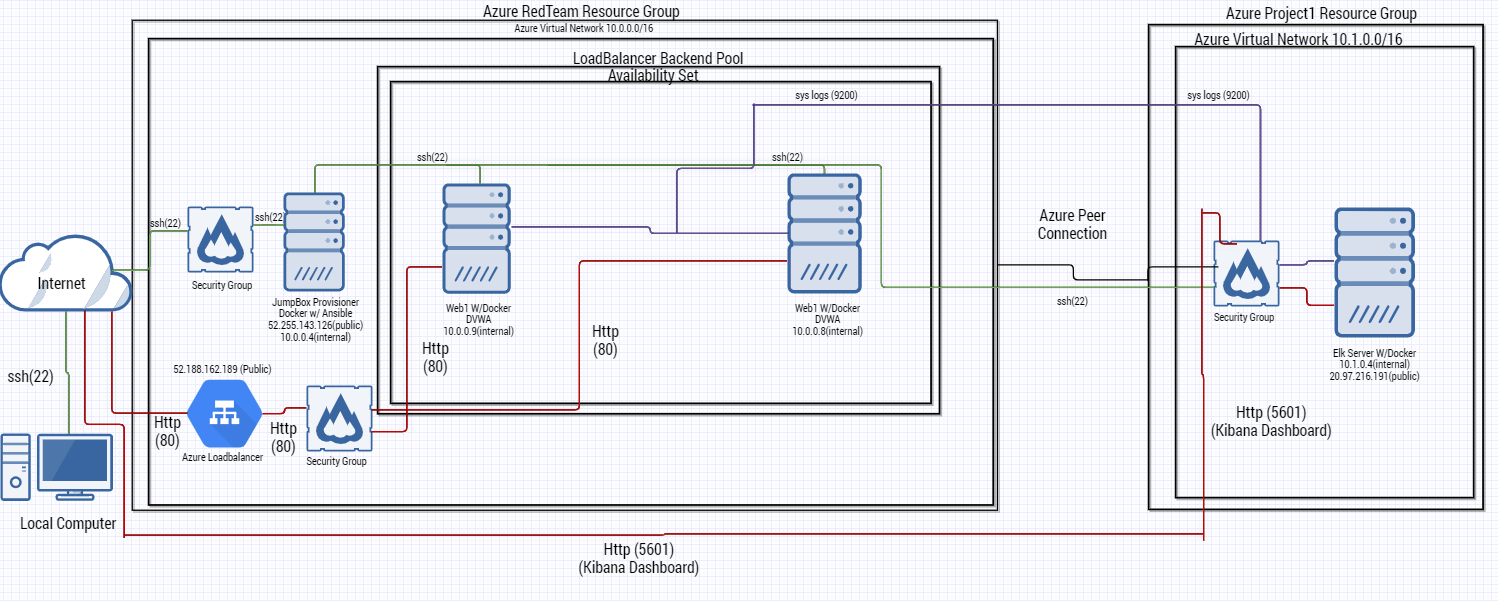 Azure RedTeam Resource Group
Azure Virtual Network 10.0.0.0/16
LoadBalancer Backend Pool
Availability Set
Azure Project1 Resource Group
Azure Virtual Network 10.1.0.0/16
sys logs (9200)
sys logs (9200)
ssh(22)
ssh(22)
ssh(22)
ssh(22)
Internet
Security Group
JumpBox Provisioner
Docker w/ Ansible
52.255.143.126(public)
10.0.0.4(internal)
Web1 W/Docker
DVWA
10.0.0.9(internal)
Web1 W/Docker
DVWA
10.0.0.8(internal)
Azure Peer
Connection
ssh(22)
Security Group
Elk Server W/Docker
10.1.0.4(internal)
20.97.216.191(public)
Http
(80)
Http
(80)
ssh(22)
52.188.162.189 (Public)
Http
(80)
Http
(80)
Azure Loadbalancer
Security Group
Http (5601)
(Kibana Dashboard)
Local Computer
Http (5601)
(Kibana Dashboard)